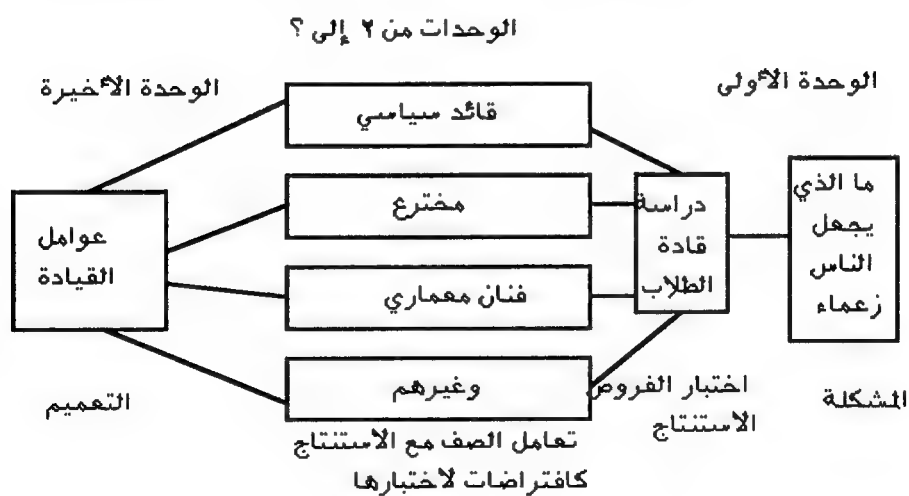 الوحدات من ٢ إلى ؟
الوحدة الأولى
الوحدة الأخيرة
ما الذي
يجعل
الناس
زعماء
دراسة
قادة
الطلاب
قائد سياسي
مخترع
فنان معماري
وغيرهم
عوامل
القيادة
المشكلة
اختبار الفروض
الاستنتاج
تعامل الصف مع الاستنتاج
كافتراضات لاختبارها
التعميم